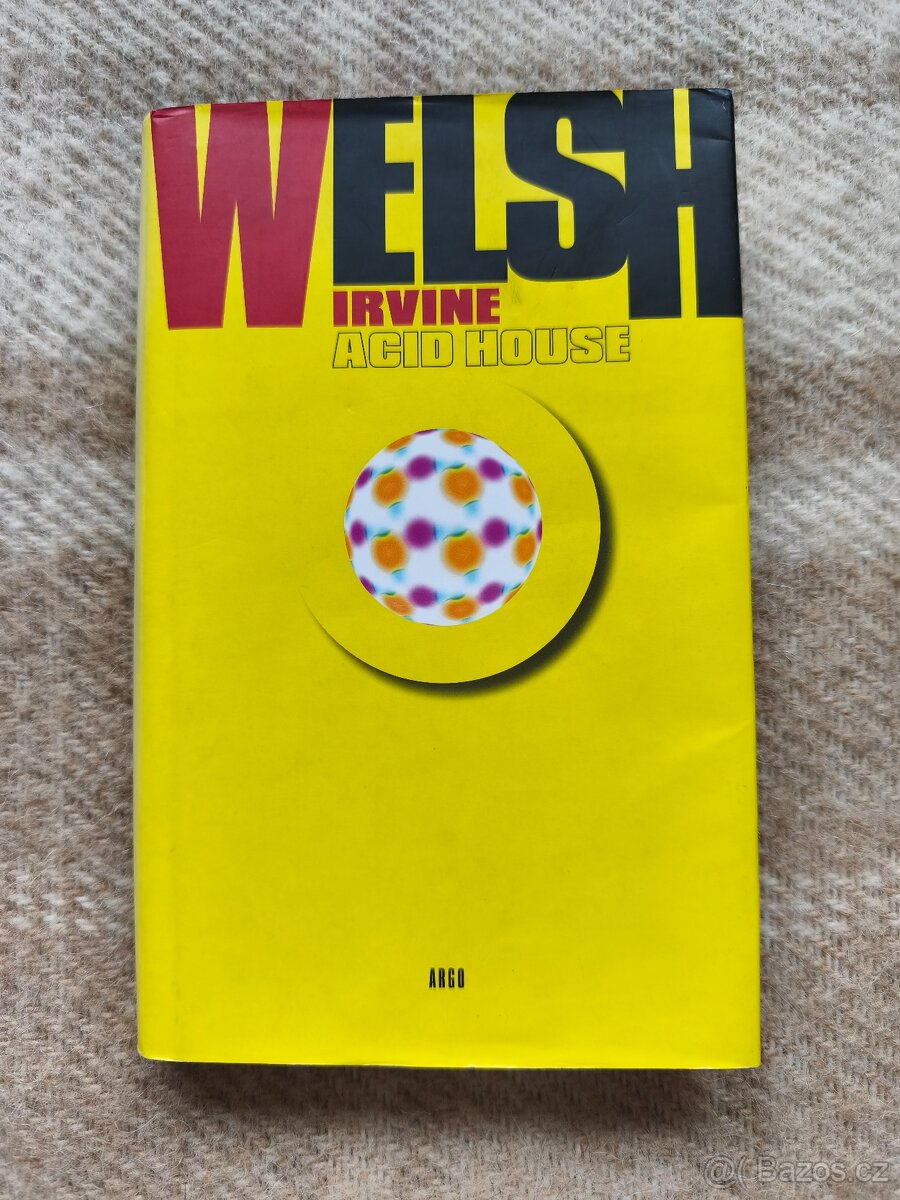 WELSH
IRVINE
ACID HOUSE
ARGO
@( Bazos.cz